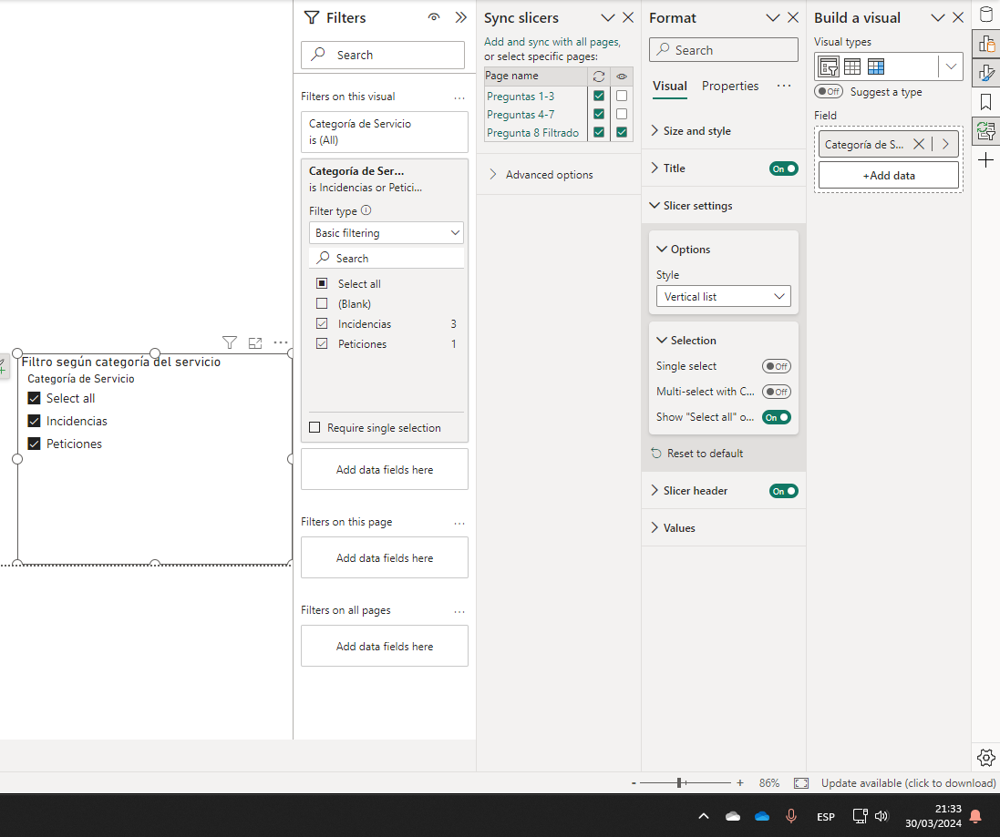 Filtro según categoría del servicio
Categoría de Servicio
Select all
Incidencias
Peticiones
Filters
Search
Filters on this visual
...
Categoría de Servicio
is (All)
Categoría de Ser...
is Incidencias or Petici...
Filter type
Basic filtering
Search
Select all
(Blank)
Incidencias 3
Peticiones 1
Require single selection
Add data fields here
Filters on this page
...
Add data fields here
Filters on all pages
...
Add data fields here
Sync slicers
Add and sync with all pages,
or select specific pages:
Page name
Preguntas 1-3
Preguntas 4-7
Pregunta 8 Filtrado
Advanced options
Format
Search
Visual Properties ...
Size and style
Title On
Slicer settings
Options
Style
Vertical list
Selection
Single select Off
Multi-select with C... Off
Show "Select all" o... On
Reset to default
Slicer header On
Values
Build a visual
Visual types
Off Suggest a type
Field
Categoría de S...
+Add data
- + 86% Update available (click to download)
ESP 21:33
30/03/2024